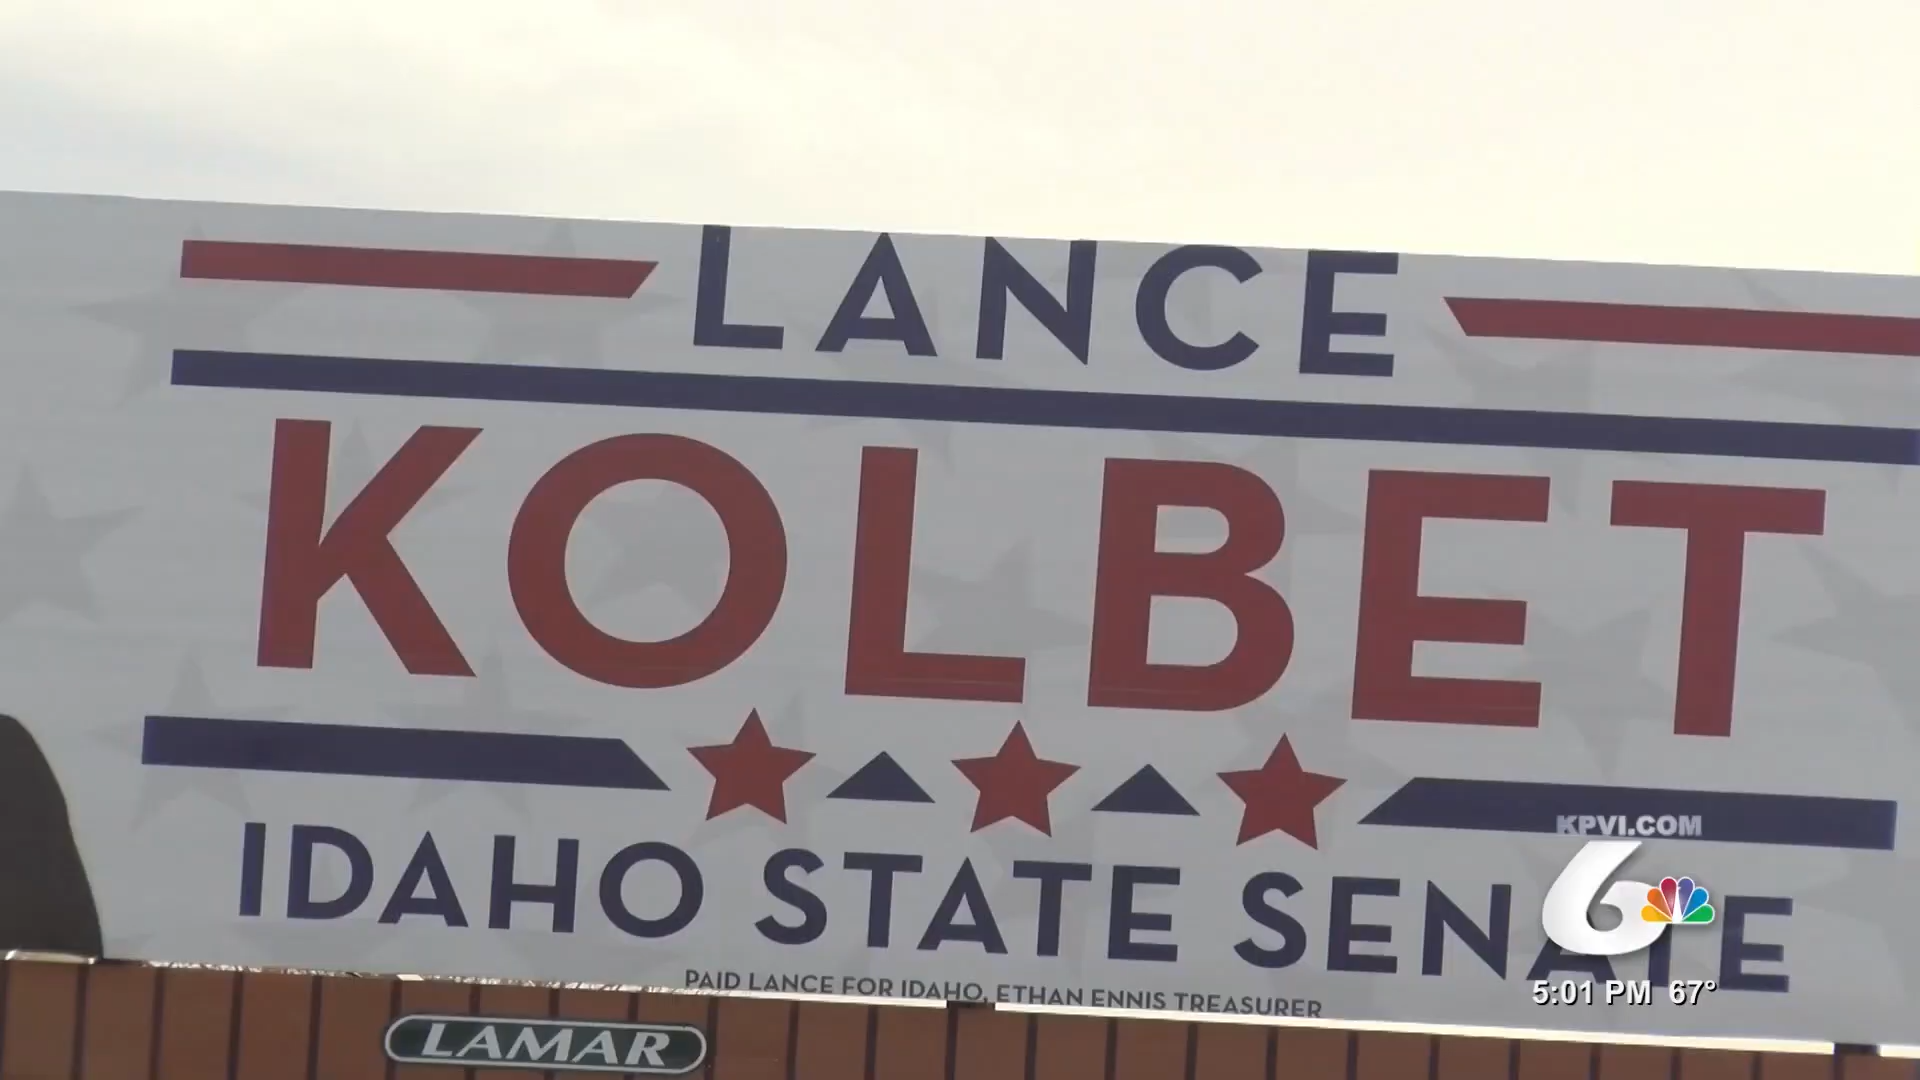 LANCE
KOLBET
IDAHO STATE SENATE
PAID LANCE FOR IDAHO, ETHAN ENNIS TREASURER
LAMAR
KPVI.COM
6
5:01 PM 67°